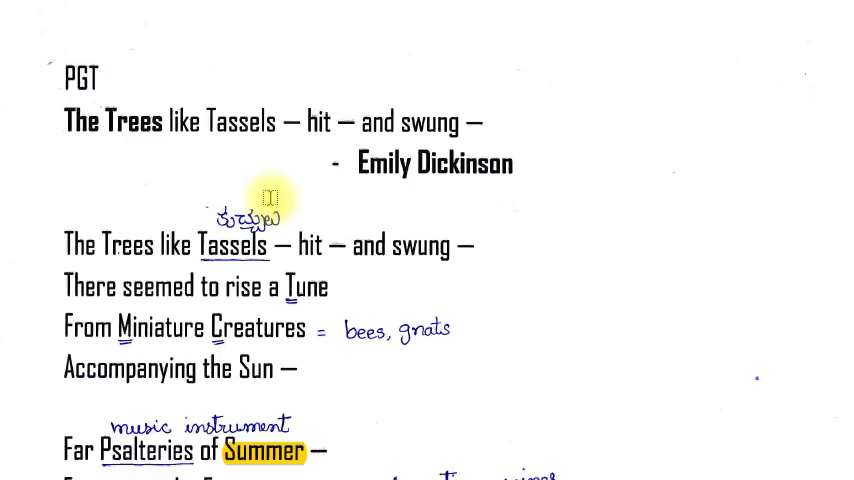 PGT
The Trees like Tassels – hit – and swung –
- Emily Dickinson
కుచ్చులు
The Trees like Tassels – hit – and swung –
There seemed to rise a Tune
From Miniature Creatures = bees, gnats
Accompanying the Sun –
music instrument
Far Psalteries of Summer –